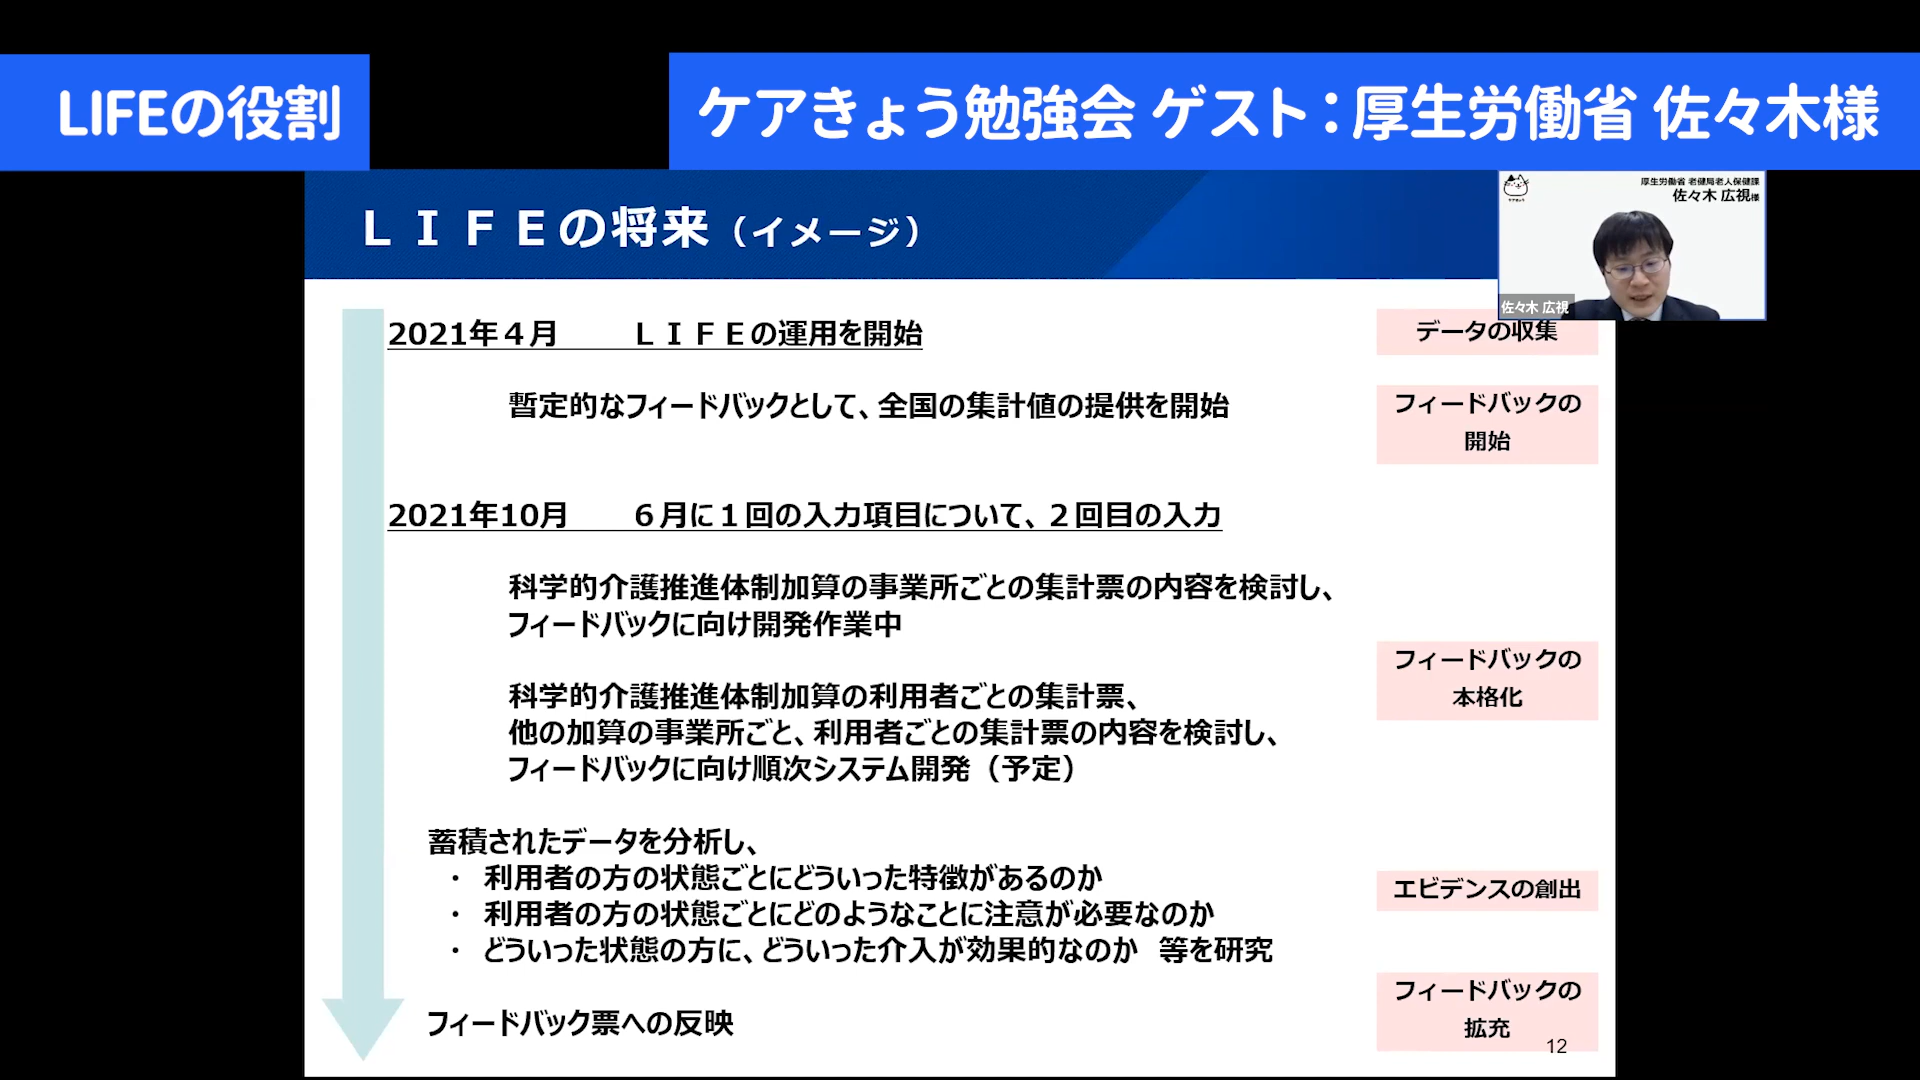 LIFEの役割
ケアきょう勉強会 ゲスト：厚生労働省 佐々木様
厚生労働省 老健局老人保健課
佐々木 広視様
ケアきょう
佐々木 広視
ＬＩＦＥの将来（イメージ）
2021年４月　　ＬＩＦＥの運用を開始
データの収集
暫定的なフィードバックとして、全国の集計値の提供を開始
フィードバックの
開始
2021年10月　　６月に１回の入力項目について、２回目の入力
科学的介護推進体制加算の事業所ごとの集計票の内容を検討し、
フィードバックに向け開発作業中
フィードバックの
本格化
科学的介護推進体制加算の利用者ごとの集計票、
他の加算の事業所ごと、利用者ごとの集計票の内容を検討し、
フィードバックに向け順次システム開発（予定）
蓄積されたデータを分析し、
・ 利用者の方の状態ごとにどういった特徴があるのか
・ 利用者の方の状態ごとにどのようなことに注意が必要なのか
・ どういった状態の方に、どういった介入が効果的なのか　等を研究
エビデンスの創出
フィードバック票への反映
フィードバックの
拡充
12